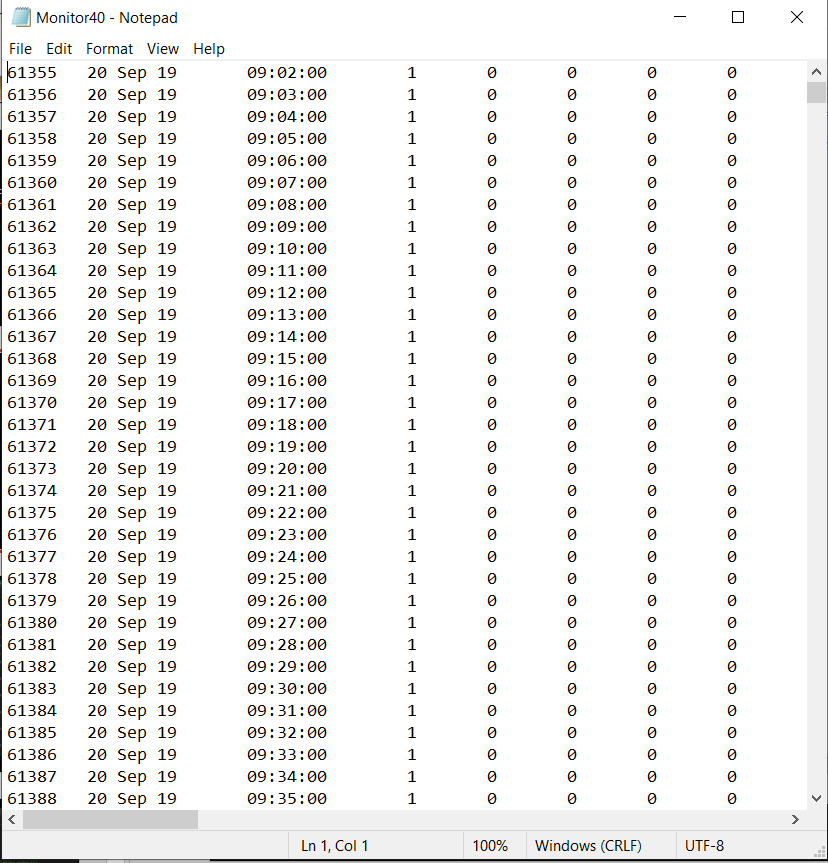 Monitor40 - Notepad
File Edit Format View Help
61355 20 Sep 19 09:02:00 1 0 0 0 0
61356 20 Sep 19 09:03:00 1 0 0 0 0
61357 20 Sep 19 09:04:00 1 0 0 0 0
61358 20 Sep 19 09:05:00 1 0 0 0 0
61359 20 Sep 19 09:06:00 1 0 0 0 0
61360 20 Sep 19 09:07:00 1 0 0 0 0
61361 20 Sep 19 09:08:00 1 0 0 0 0
61362 20 Sep 19 09:09:00 1 0 0 0 0
61363 20 Sep 19 09:10:00 1 0 0 0 0
61364 20 Sep 19 09:11:00 1 0 0 0 0
61365 20 Sep 19 09:12:00 1 0 0 0 0
61366 20 Sep 19 09:13:00 1 0 0 0 0
61367 20 Sep 19 09:14:00 1 0 0 0 0
61368 20 Sep 19 09:15:00 1 0 0 0 0
61369 20 Sep 19 09:16:00 1 0 0 0 0
61370 20 Sep 19 09:17:00 1 0 0 0 0
61371 20 Sep 19 09:18:00 1 0 0 0 0
61372 20 Sep 19 09:19:00 1 0 0 0 0
61373 20 Sep 19 09:20:00 1 0 0 0 0
61374 20 Sep 19 09:21:00 1 0 0 0 0
61375 20 Sep 19 09:22:00 1 0 0 0 0
61376 20 Sep 19 09:23:00 1 0 0 0 0
61377 20 Sep 19 09:24:00 1 0 0 0 0
61378 20 Sep 19 09:25:00 1 0 0 0 0
61379 20 Sep 19 09:26:00 1 0 0 0 0
61380 20 Sep 19 09:27:00 1 0 0 0 0
61381 20 Sep 19 09:28:00 1 0 0 0 0
61382 20 Sep 19 09:29:00 1 0 0 0 0
61383 20 Sep 19 09:30:00 1 0 0 0 0
61384 20 Sep 19 09:31:00 1 0 0 0 0
61385 20 Sep 19 09:32:00 1 0 0 0 0
61386 20 Sep 19 09:33:00 1 0 0 0 0
61387 20 Sep 19 09:34:00 1 0 0 0 0
61388 20 Sep 19 09:35:00 1 0 0 0 0
Ln 1, Col 1 100% Windows (CRLF) UTF-8